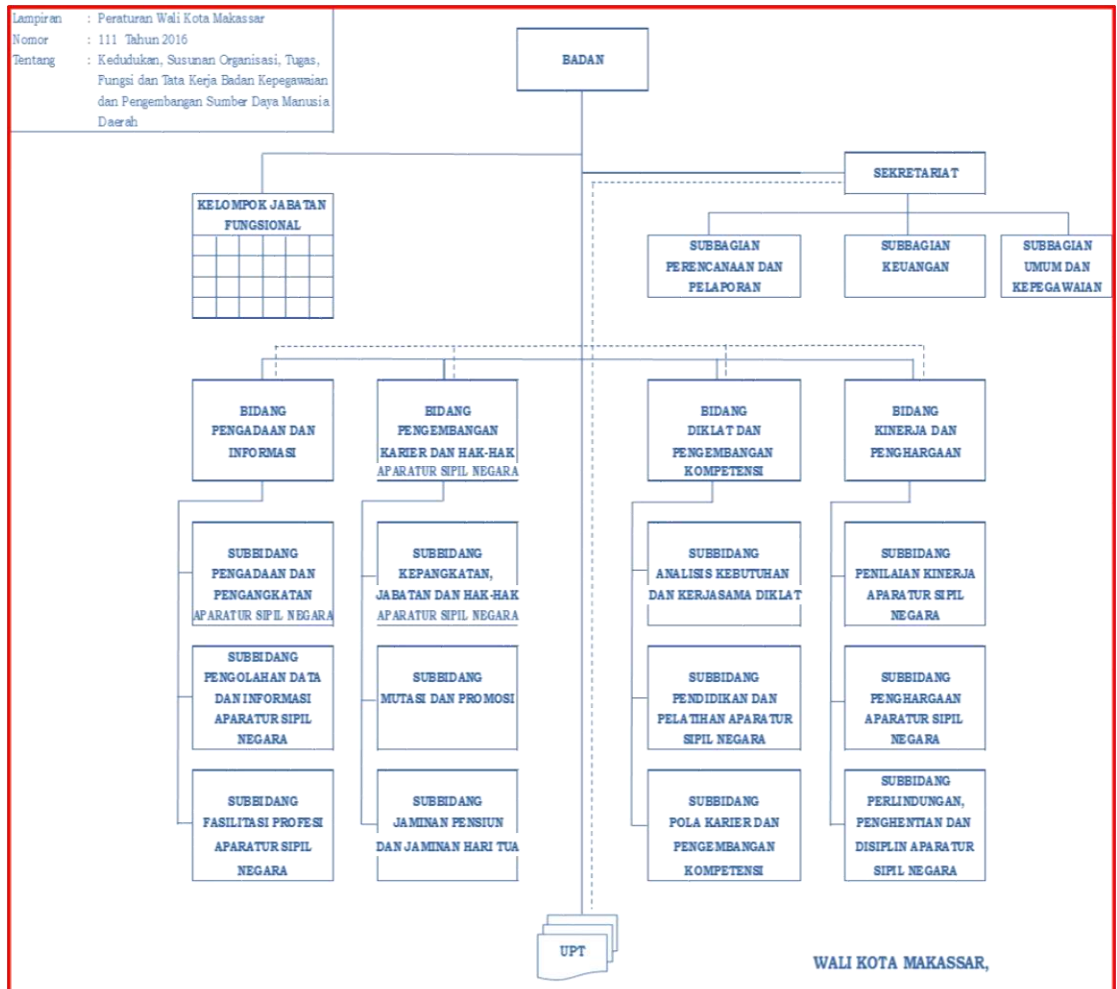 Lampiran : Peraturan Wali Kota Makassar
Nomor : 111 Tahun 2016
Tentang : Kedudukan, Susunan Organisasi, Tugas,
Fungsi dan Tata Kerja Badan Kepegawaian
dan Pengembangan Sumber Daya Manusia
Daerah
BADAN
SEKRETARIAT
KELOMPOK JABATAN
FUNGSIONAL
SUBBAGIAN
PERENCANAAN DAN
PELAPORAN
SUBBAGIAN
KEUANGAN
SUBBAGIAN
UMUM DAN
KEPEGAWAIAN
BIDANG
PENGADAAN DAN
INFORMASI
BIDANG
PENGEMBANGAN
KARIER DAN HAK-HAK
APARATUR SIPIL NEGARA
BIDANG
DIKLAT DAN
PENGEMBANGAN
KOMPETENSI
BIDANG
KINERJA DAN
PENGHARGAAN
SUBBIDANG
PENGADAAN DAN
PENGANGKATAN
APARATUR SIPIL NEGARA
SUBBIDANG
KEPANGKATAN,
JABATAN DAN HAK-HAK
APARATUR SIPIL NEGARA
SUBBIDANG
ANALISIS KEBUTUHAN
DAN KERJASAMA DIKLAT
SUBBIDANG
PENILAIAN KINERJA
APARATUR SIPIL
NEGARA
SUBBIDANG
PENGOLAHAN DATA
DAN INFORMASI
APARATUR SIPIL
NEGARA
SUBBIDANG
MUTASI DAN PROMOSI
SUBBIDANG
PENDIDIKAN DAN
PELATIHAN APARATUR
SIPIL NEGARA
SUBBIDANG
PENGHARGAAN
APARATUR SIPIL
NEGARA
SUBBIDANG
FASILITASI PROFESI
APARATUR SIPIL
NEGARA
SUBBIDANG
JAMINAN PENSIUN
DAN JAMINAN HARI TUA
SUBBIDANG
POLA KARIER DAN
PENGEMBANGAN
KOMPETENSI
SUBBIDANG
PERLINDUNGAN,
PENGHENTIAN DAN
DISIPLIN APARATUR
SIPIL NEGARA
UPT
WALI KOTA MAKASSAR,